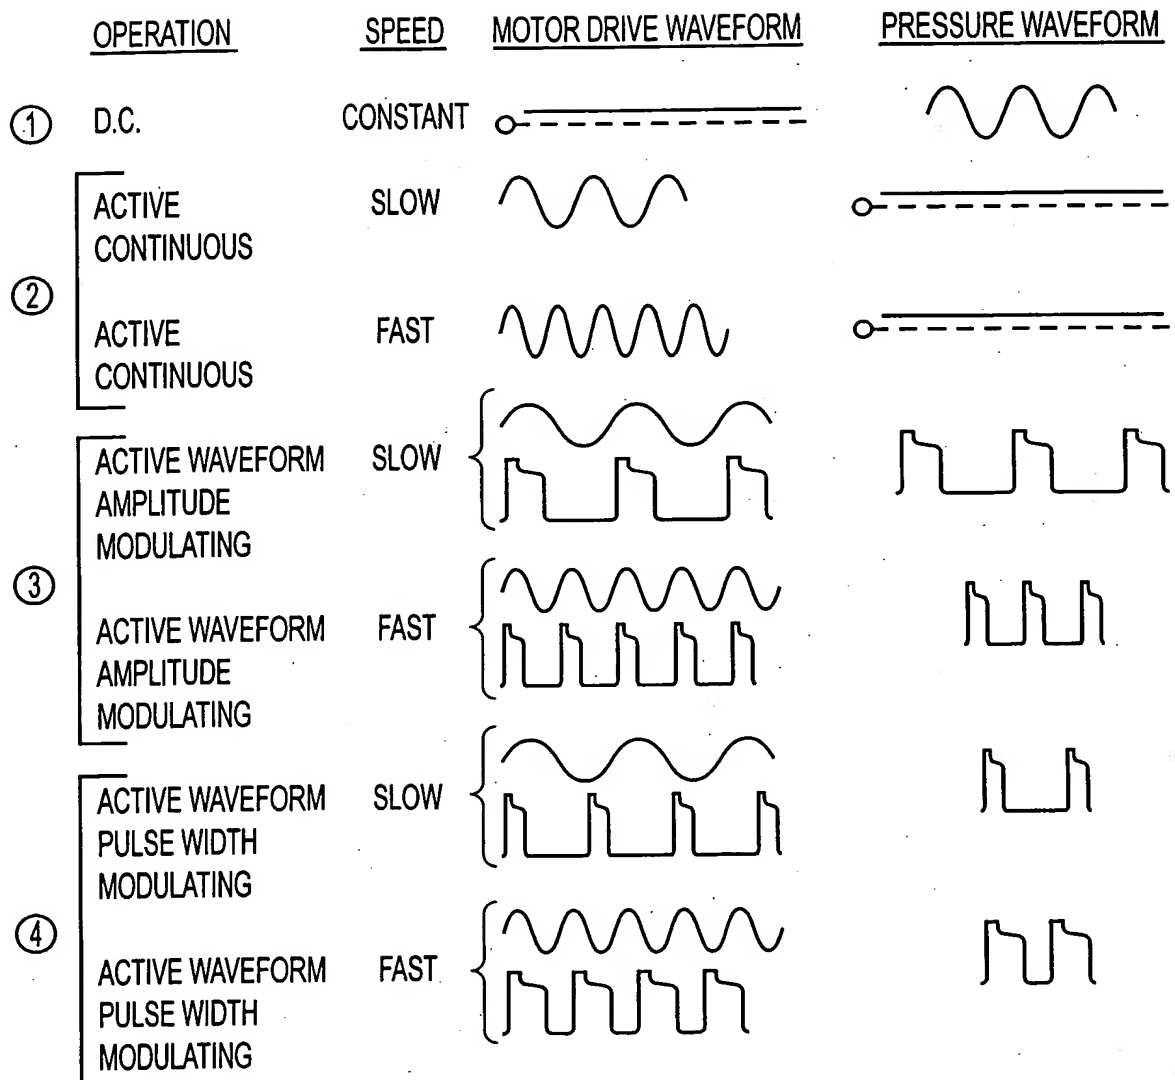 OPERATION SPEED MOTOR DRIVE WAVEFORM PRESSURE WAVEFORM
1 D.C. CONSTANT
2
ACTIVE SLOW
CONTINUOUS
ACTIVE FAST
CONTINUOUS
3
ACTIVE WAVEFORM SLOW
AMPLITUDE
MODULATING
ACTIVE WAVEFORM FAST
AMPLITUDE
MODULATING
4
ACTIVE WAVEFORM SLOW
PULSE WIDTH
MODULATING
ACTIVE WAVEFORM FAST
PULSE WIDTH
MODULATING